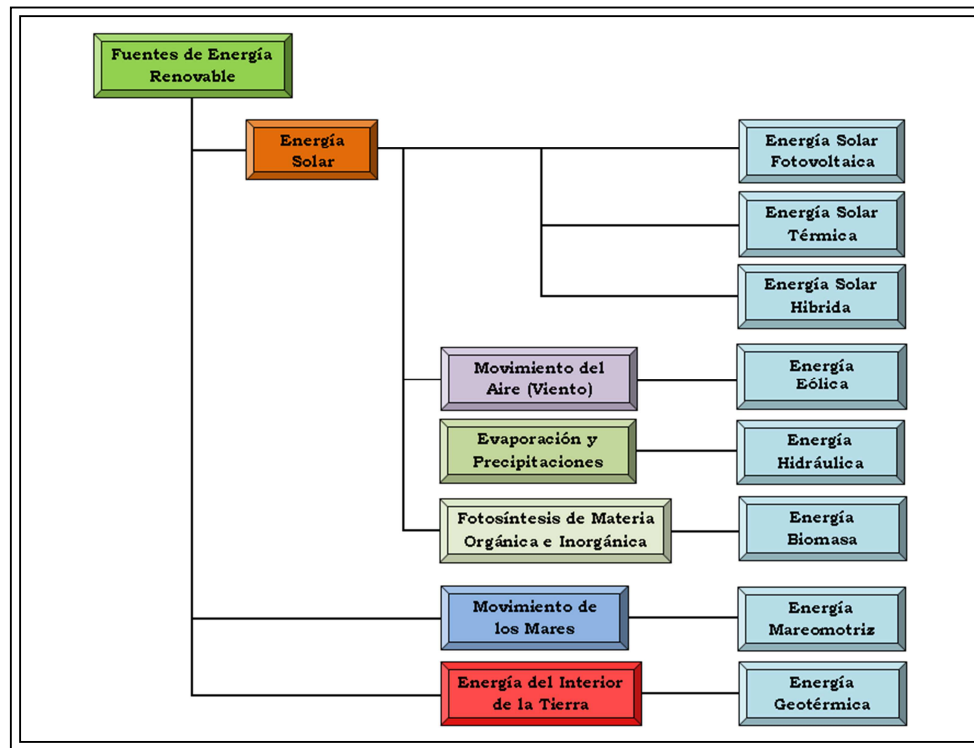 Fuentes de Energía
Renovable
Energía
Solar
Energía Solar
Fotovoltaica
Energía Solar
Térmica
Energía Solar
Hibrida
Movimiento del
Aire (Viento)
Energía
Eólica
Evaporación y
Precipitaciones
Energía
Hidráulica
Fotosíntesis de Materia
Orgánica e Inorgánica
Energía
Biomasa
Movimiento de
los Mares
Energía
Mareomotriz
Energía del Interior
de la Tierra
Energía
Geotérmica